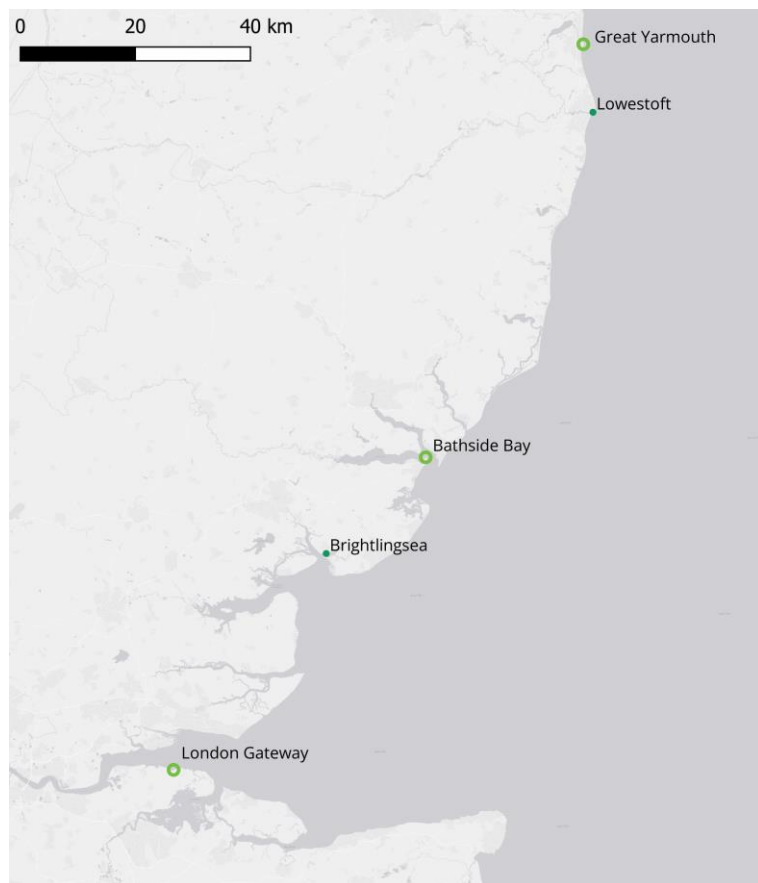 0 20 40 km
Great Yarmouth
Lowestoft
Bathside Bay
Brightlingsea
London Gateway